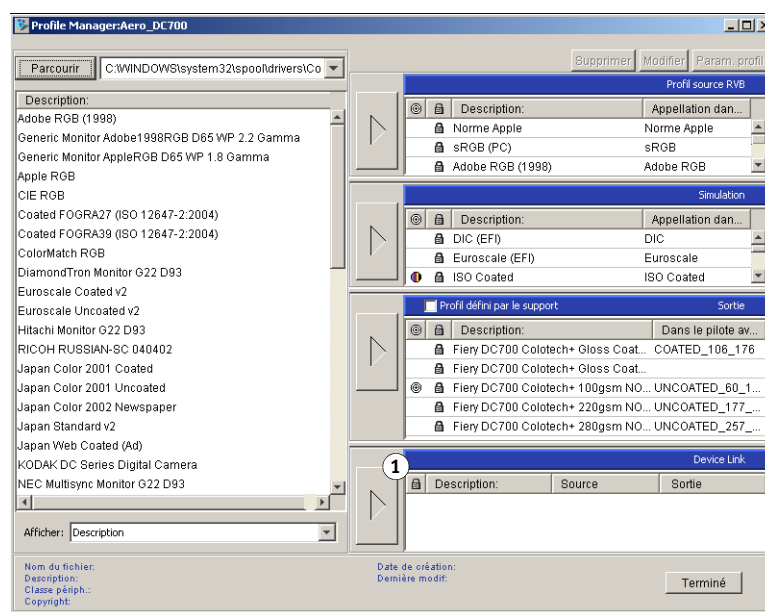 Profile Manager:Aero_DC700
Parcourir
C:\WINDOWS\system32\spool\drivers\Co
Supprimer
Modifier
Param. profil
Description:
Adobe RGB (1998)
Generic Monitor Adobe1998RGB D65 WP 2.2 Gamma
Generic Monitor AppleRGB D65 WP 1.8 Gamma
Apple RGB
CIE RGB
Coated FOGRA27 (ISO 12647-2:2004)
Coated FOGRA39 (ISO 12647-2:2004)
ColorMatch RGB
DiamondTron Monitor G22 D93
Euroscale Coated v2
Euroscale Uncoated v2
Hitachi Monitor G22 D93
RICOH RUSSIAN-SC 040402
Japan Color 2001 Coated
Japan Color 2001 Uncoated
Japan Color 2002 Newspaper
Japan Standard v2
Japan Web Coated (Ad)
KODAK DC Series Digital Camera
NEC Multisync Monitor G22 D93
Afficher: Description
Profil source RVB
Description: Appellation dan...
Norme Apple Norme Apple
sRGB (PC) sRGB
Adobe RGB (1998) Adobe RGB
Simulation
Description: Appellation dan...
DIC (EFI) DIC
Euroscale (EFI) Euroscale
ISO Coated ISO Coated
Profil défini par le support Sortie
Description: Dans le pilote av...
Fiery DC700 Colotech+ Gloss Coat... COATED_106_176
Fiery DC700 Colotech+ Gloss Coat...
Fiery DC700 Colotech+ 100gsm NO... UNCOATED_60_1...
Fiery DC700 Colotech+ 220gsm NO... UNCOATED_177_...
Fiery DC700 Colotech+ 280gsm NO... UNCOATED_257_...
1
Device Link
Description: Source Sortie
Nom du fichier:
Description:
Classe périph.:
Copyright:
Date de création:
Dernière modif:
Terminé